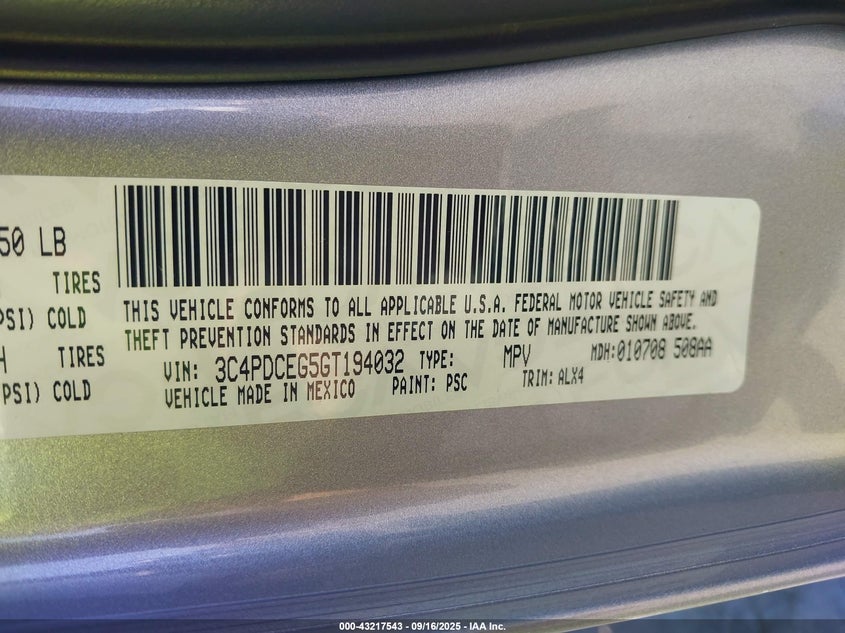 50 LB
TIRES
PSI) COLD
TIRES
PSI) COLD
THIS VEHICLE CONFORMS TO ALL APPLICABLE U.S.A. FEDERAL MOTOR VEHICLE SAFETY AND
THEFT PREVENTION STANDARDS IN EFFECT ON THE DATE OF MANUFACTURE SHOWN ABOVE.
VIN: 3C4PDCEG5GT194032 TYPE: MPV MDH:010708 508AA
VEHICLE MADE IN MEXICO PAINT: PSC TRIM: ALX4
000-43217543 - 09/16/2025 - IAA Inc.